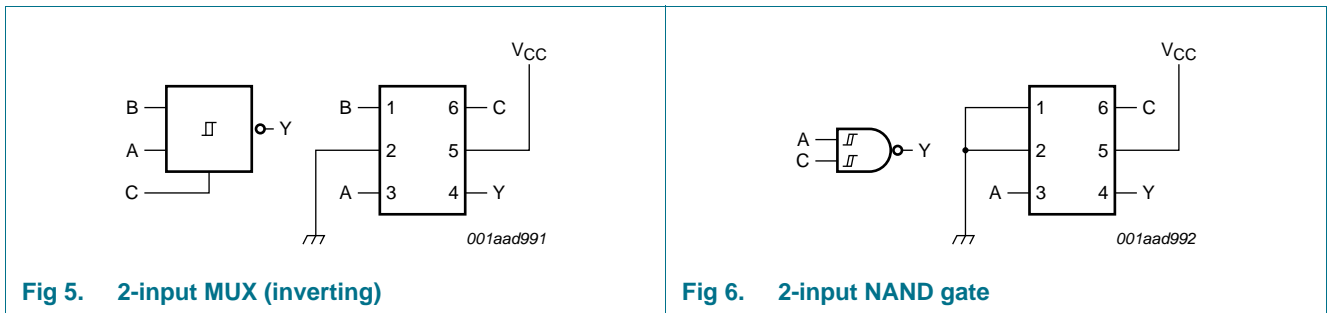 VCC
B 1 6 C
B
A 2 5
Y
C A 3 4 Y
001aad991
Fig 5. 2-input MUX (inverting)
VCC
1 6 C
A
C 2 5
Y
A 3 4 Y
001aad992
Fig 6. 2-input NAND gate